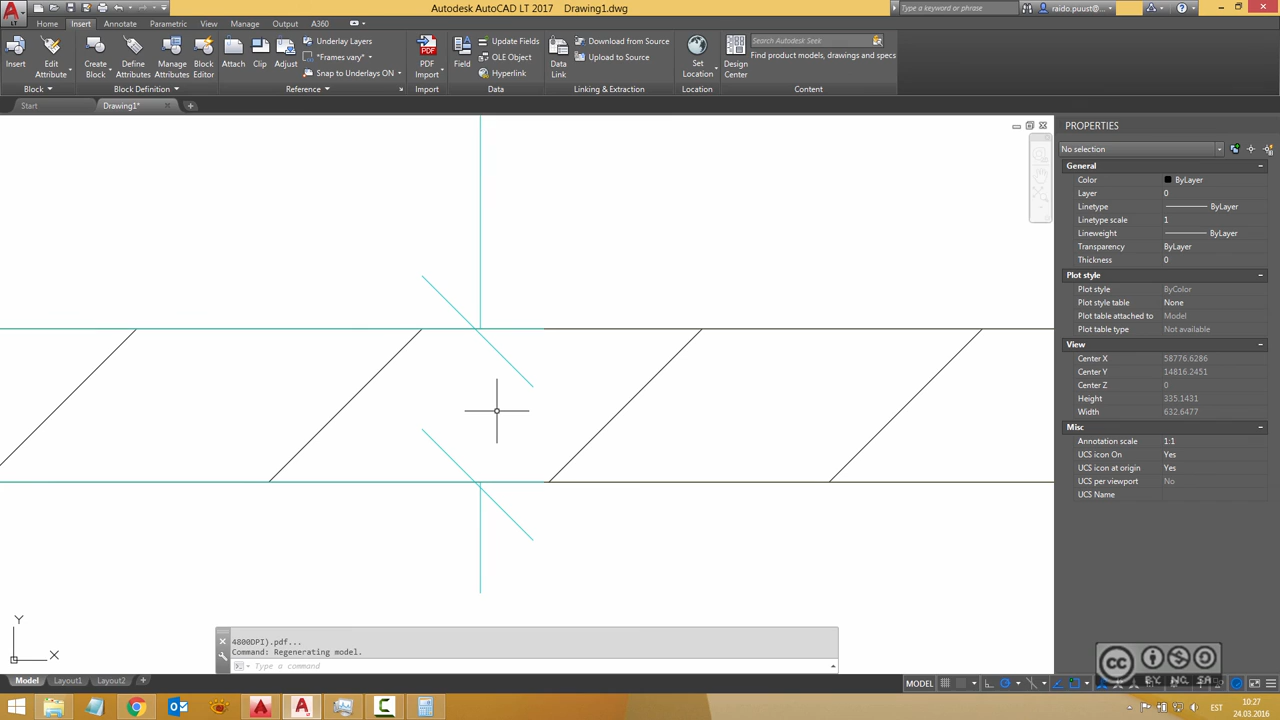 Autodesk AutoCAD LT 2017 Drawing1.dwg
Type a keyword or phrase
raido.puust@...
LT
Home Insert Annotate Parametric View Manage Output A360
Insert
Edit Attribute
Create Block
Define Attributes
Manage Attributes
Block Editor
Attach
Clip
Adjust
Underlay Layers
*Frames vary*
Snap to Underlays ON
PDF Import
Field
Update Fields
OLE Object
Hyperlink
Data Link
Download from Source
Upload to Source
Set Location
Design Center
Search Autodesk Seek
Find product models, drawings and specs
Block Block Definition Reference Import Data Linking & Extraction Location Content
Start Drawing1*
PROPERTIES
No selection
General
Color ByLayer
Layer 0
Linetype ByLayer
Linetype scale 1
Lineweight ByLayer
Transparency ByLayer
Thickness 0
Plot style
Plot style ByColor
Plot style table None
Plot table attached to Model
Plot table type Not available
View
Center X 58776.6286
Center Y 14816.2451
Center Z 0
Height 335.1431
Width 632.6477
Misc
Annotation scale 1:1
UCS icon On Yes
UCS icon at origin Yes
UCS per viewport No
UCS Name
Y
X
4800DPI}.pdf...
Command: Regenerating model.
Type a command
Model Layout1 Layout2
MODEL
cc
BY NC SA
EST
10:27
24.03.2016